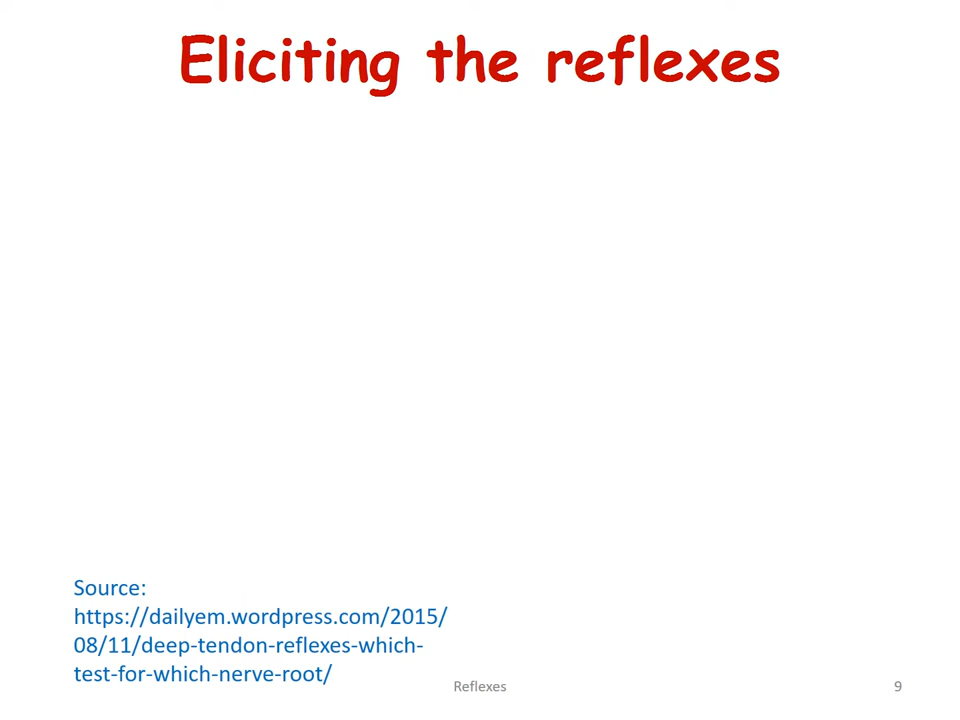 Eliciting the reflexes
Source:
https://dailyem.wordpress.com/2015/
08/11/deep-tendon-reflexes-which-
test-for-which-nerve-root/
Reflexes
9